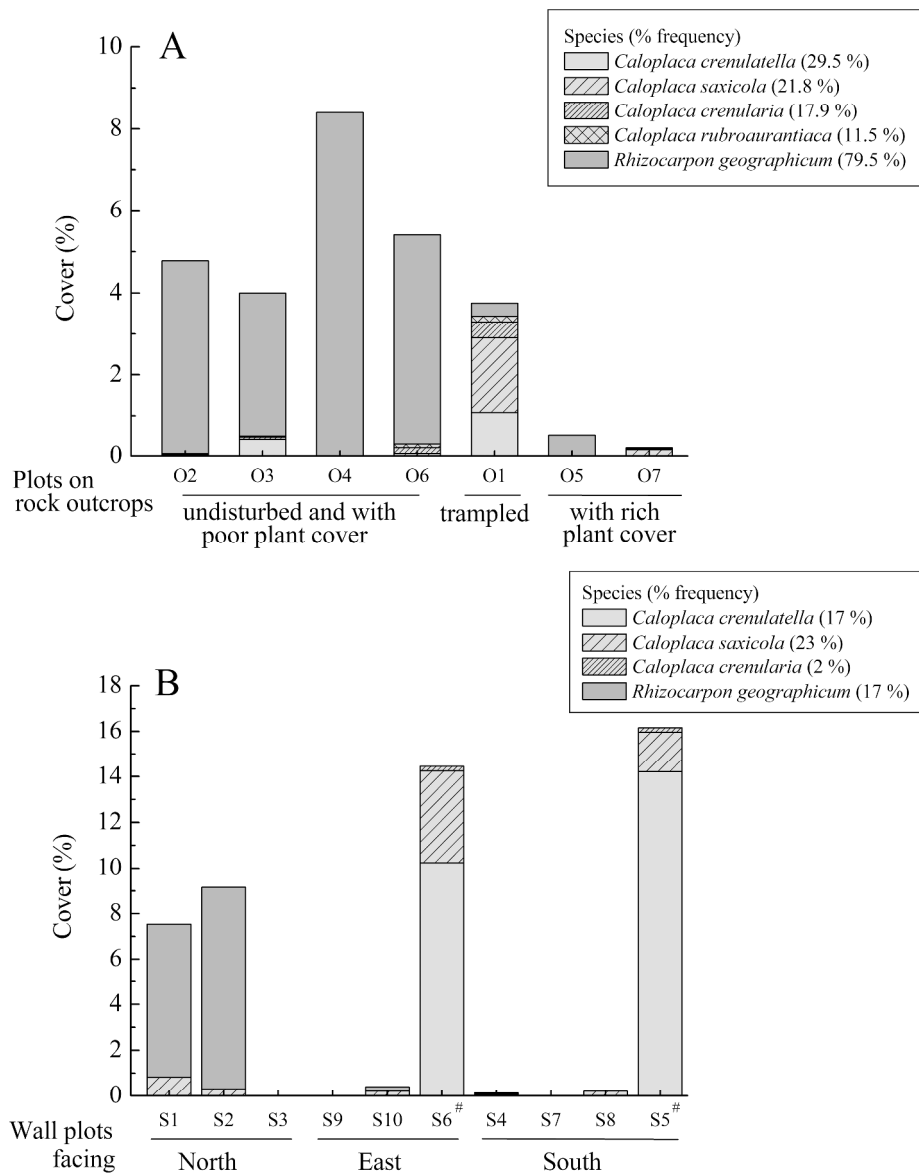 A
Species (% frequency)
Caloplaca crenulatella (29.5 %)
Caloplaca saxicola (21.8 %)
Caloplaca crenularia (17.9 %)
Caloplaca rubroaurantiaca (11.5 %)
Rhizocarpon geographicum (79.5 %)
10
8
6
4
2
0
Cover (%)
Plots on
rock outcrops
O2 O3 O4 O6 O1 O5 O7
undisturbed and with
poor plant cover
trampled
with rich
plant cover
B
Species (% frequency)
Caloplaca crenulatella (17 %)
Caloplaca saxicola (23 %)
Caloplaca crenularia (2 %)
Rhizocarpon geographicum (17 %)
18
16
14
12
10
8
6
4
2
0
Cover (%)
Wall plots
facing
S1 S2 S3 S9 S10 S6# S4 S7 S8 S5#
North East South